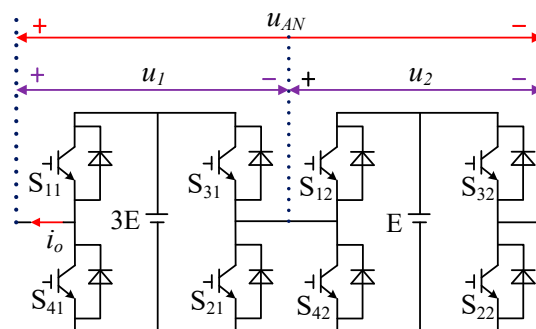 + u_AN −
+ u_1 − + u_2 −
S_11 S_31 S_12 S_32
3E E
i_o
S_41 S_21 S_42 S_22